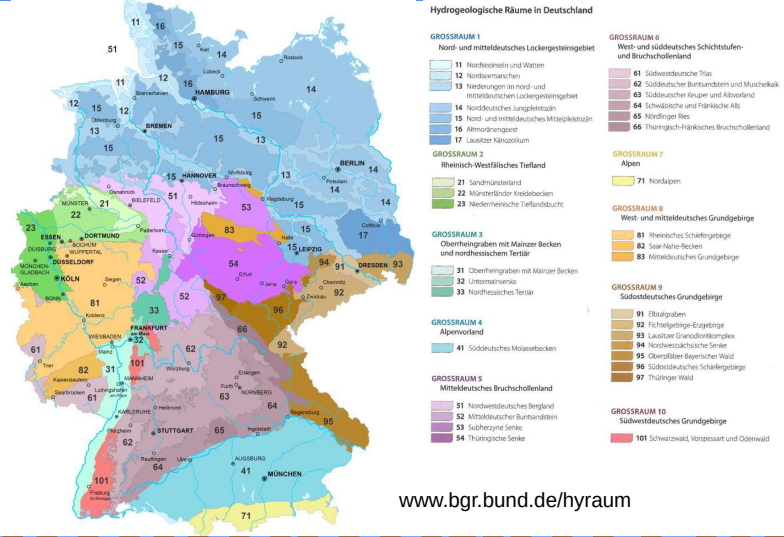 Hydrogeologische Räume in Deutschland
GROSSRAUM 1
Nord- und mitteldeutsches Lockergesteinsgebiet
11 Nordseeinseln und Watten
12 Nordseemarschen
13 Niederungen im nord- und
mitteldeutschen Lockergesteinsgebiet
14 Norddeutsches Jungpleistozän
15 Nord- und mitteldeutsches Mittelpleistozän
16 Altmoränengeest
17 Lausitzer Känozoikum
GROSSRAUM 2
Rheinisch-Westfälisches Tiefland
21 Sandmünsterland
22 Münsterländer Kreidebecken
23 Niederrheinische Tieflandsbucht
GROSSRAUM 3
Oberrheingraben mit Mainzer Becken
und nordhessischem Tertiär
31 Oberrheingraben mit Mainzer Becken
32 Untermainsenke
33 Nordhessisches Tertiär
GROSSRAUM 4
Alpenvorland
41 Süddeutsches Molassebecken
GROSSRAUM 5
Mitteldeutsches Bruchschollenland
51 Nordwestdeutsches Bergland
52 Mitteldeutscher Buntsandstein
53 Subherzyne Senke
54 Thüringische Senke
GROSSRAUM 6
West- und süddeutsches Schichtstufen-
und Bruchschollenland
61 Südwestdeutsche Trias
62 Süddeutscher Buntsandstein und Muschelkalk
63 Süddeutscher Keuper und Albvorland
64 Schwäbische und Fränkische Alb
65 Nördlinger Ries
66 Thüringisch-Fränkisches Bruchschollenland
GROSSRAUM 7
Alpen
71 Nordalpen
GROSSRAUM 8
West- und mitteldeutsches Grundgebirge
81 Rheinisches Schiefergebirge
82 Saar-Nahe-Becken
83 Mitteldeutsches Grundgebirge
GROSSRAUM 9
Südostdeutsches Grundgebirge
91 Elbtalgraben
92 Fichtelgebirge-Erzgebirge
93 Lausitzer Granodioritkomplex
94 Nordwestsächsische Senke
95 Oberpfälzer-Bayerischer Wald
96 Südostdeutsches Schiefergebirge
97 Thüringer Wald
GROSSRAUM 10
Südwestdeutsches Grundgebirge
101 Schwarzwald, Vorspessart und Odenwald
www.bgr.bund.de/hyraum
11
16
51
15
Kiel
14
Rostock
Lübeck
11
12
Bremerhaven
16
HAMBURG
Schwerin
14
12
15
Oldenburg
13
BREMEN
15
15
13
15
HANNOVER
Wolfsburg
Braunschweig
13
BERLIN
14
Potsdam
14
14
Osnabrück
51
Hildesheim
Magdeburg
MÜNSTER
21
22
BIELEFELD
53
15
Cottbus
17
23
Paderborn
Göttingen
83
Halle
ESSEN
DORTMUND
BOCHUM
DUISBURG
WUPPERTAL
DÜSSELDORF
MÖNCHEN-
GLADBACH
Kassel
15
LEIPZIG
KÖLN
Aachen
BONN
Siegen
52
54
Erfurt
Jena
Gera
94
91
DRESDEN
93
Chemnitz
92
Zwickau
81
Koblenz
33
52
97
96
WIESBADEN
FRANKFURT
am Main
32
Mainz
66
92
61
Trier
82
Kaiserslautern
Saarbrücken
61
31
101
62
Würzburg
Erlangen
Fürth
NÜRNBERG
Ludwigshafen
MANNHEIM
63
64
95
KARLSRUHE
Heilbronn
Pforzheim
62
STUTTGART
65
Ingolstadt
Regensburg
Reutlingen
64
Ulm
AUGSBURG
41
MÜNCHEN
101
Freiburg
71